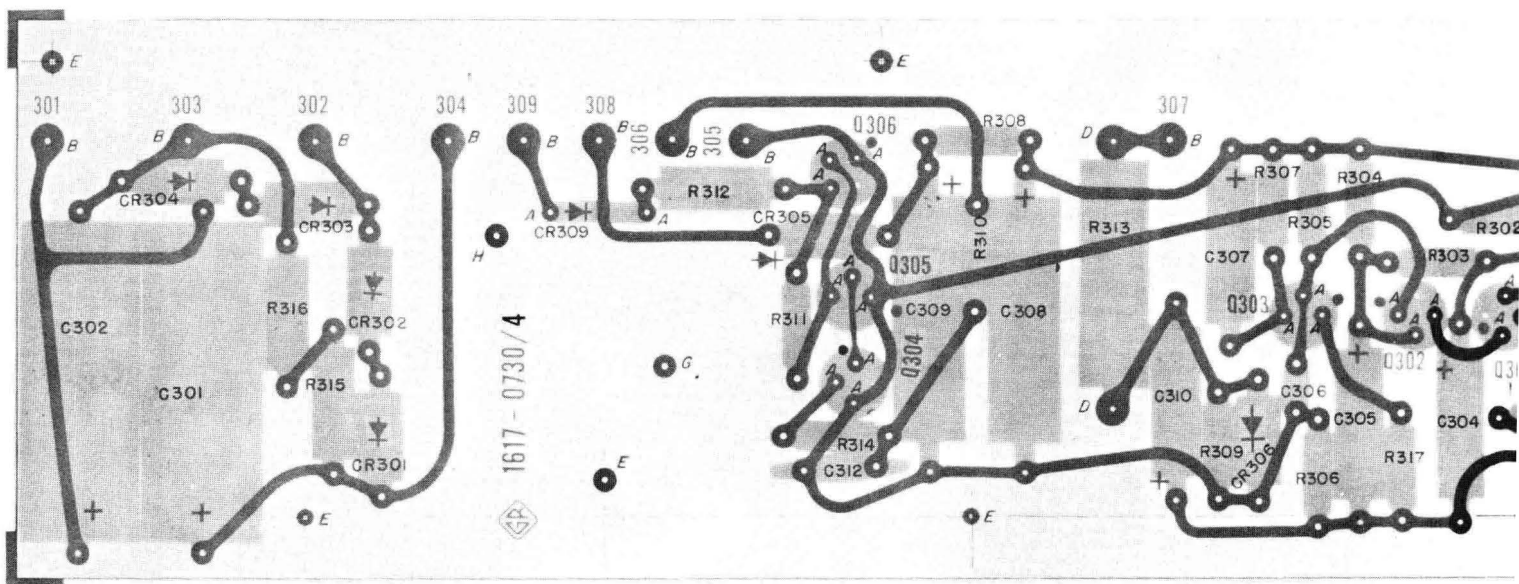 E
E
301
303
302
304
309
308
306
305
Q306
R308
307
B
B
B
B
B
B
B
B
A
A
D
B
CR304
CR303
A
CR309
A
R312
CR305
A
+
R310
+
R313
+
R307
R304
R305
R302
H
C302
R316
CR302
R311
A
A
A
Q305
C309
C308
C307
Q303
R303
A
A
A
A
A
1617-0730/4
G
A
A
A
Q304
C301
R315
CR301
D
C310
C306
+
Q302
+
C305
C304
R314
C312
R309
CR306
R306
R317
+
+
+
E
E
E
GR